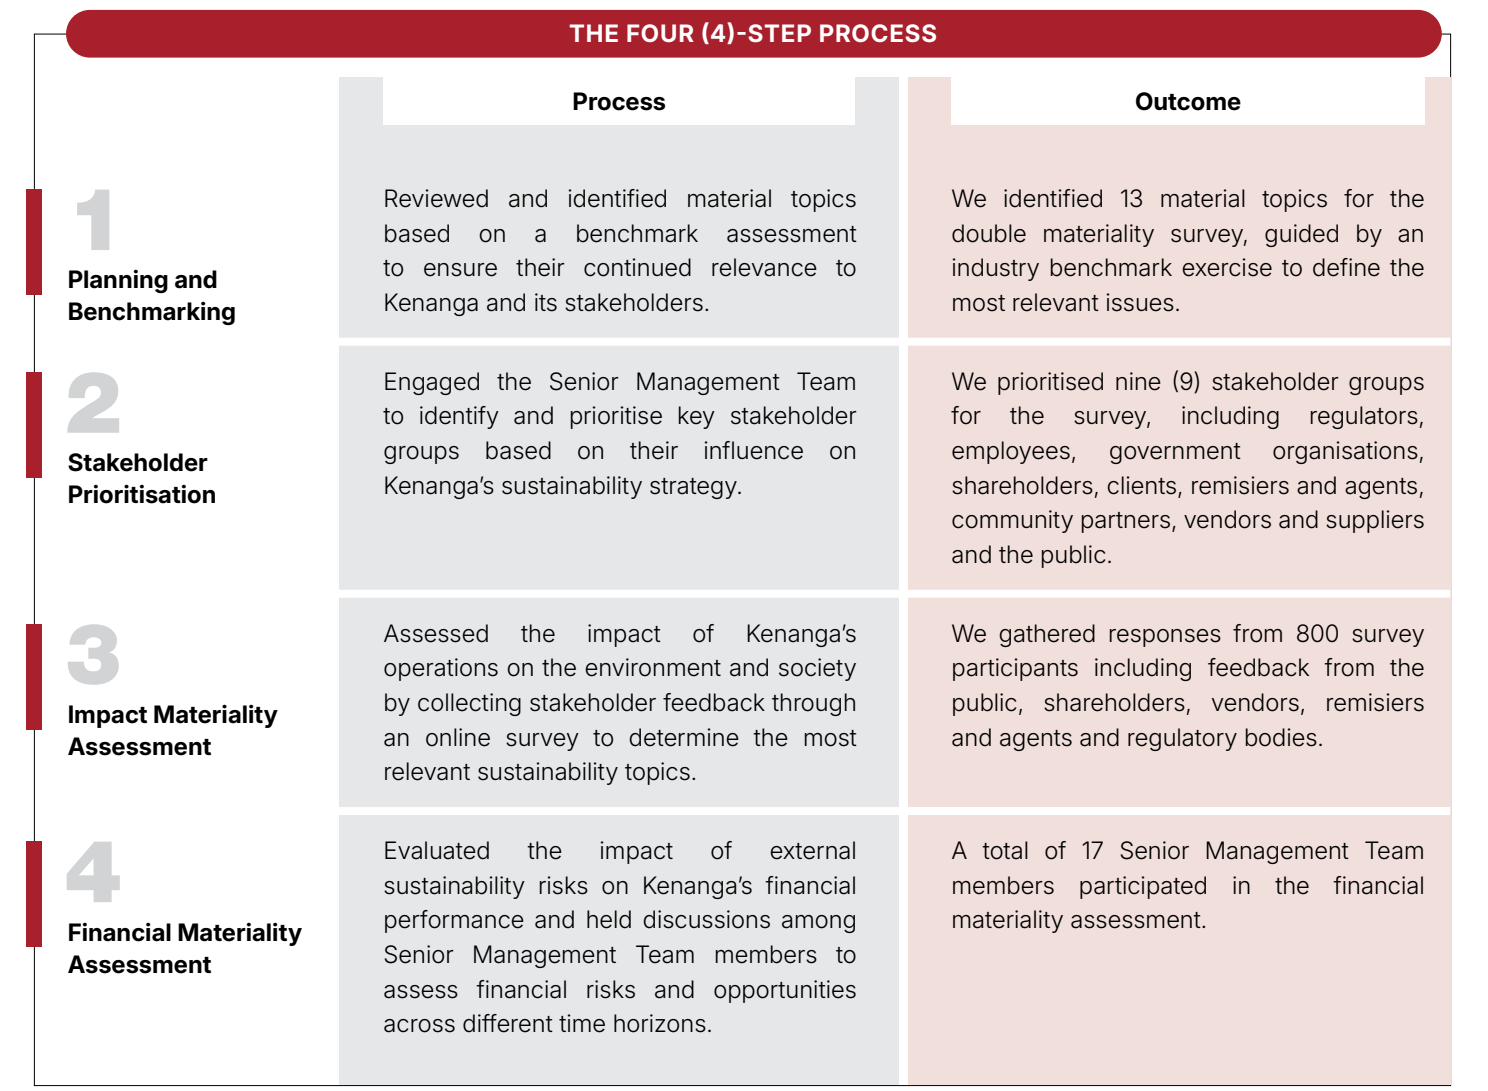 THE FOUR (4)-STEP PROCESS
Process
Outcome
1
Planning and
Benchmarking
Reviewed and identified material topics
based on a benchmark assessment
to ensure their continued relevance to
Kenanga and its stakeholders.
We identified 13 material topics for the
double materiality survey, guided by an
industry benchmark exercise to define the
most relevant issues.
2
Stakeholder
Prioritisation
Engaged the Senior Management Team
to identify and prioritise key stakeholder
groups based on their influence on
Kenanga’s sustainability strategy.
We prioritised nine (9) stakeholder groups
for the survey, including regulators,
employees, government organisations,
shareholders, clients, remisiers and agents,
community partners, vendors and suppliers
and the public.
3
Impact Materiality
Assessment
Assessed the impact of Kenanga’s
operations on the environment and society
by collecting stakeholder feedback through
an online survey to determine the most
relevant sustainability topics.
We gathered responses from 800 survey
participants including feedback from the
public, shareholders, vendors, remisiers
and agents and regulatory bodies.
4
Financial Materiality
Assessment
Evaluated the impact of external
sustainability risks on Kenanga’s financial
performance and held discussions among
Senior Management Team members to
assess financial risks and opportunities
across different time horizons.
A total of 17 Senior Management Team
members participated in the financial
materiality assessment.